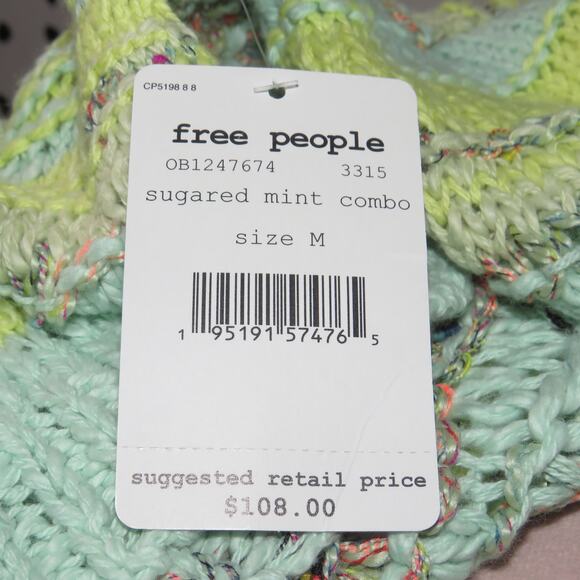 CP5198 8 8
free people
OB1247674 3315
sugared mint combo
size M
1 95191 57476 5
suggested retail price
$108.00